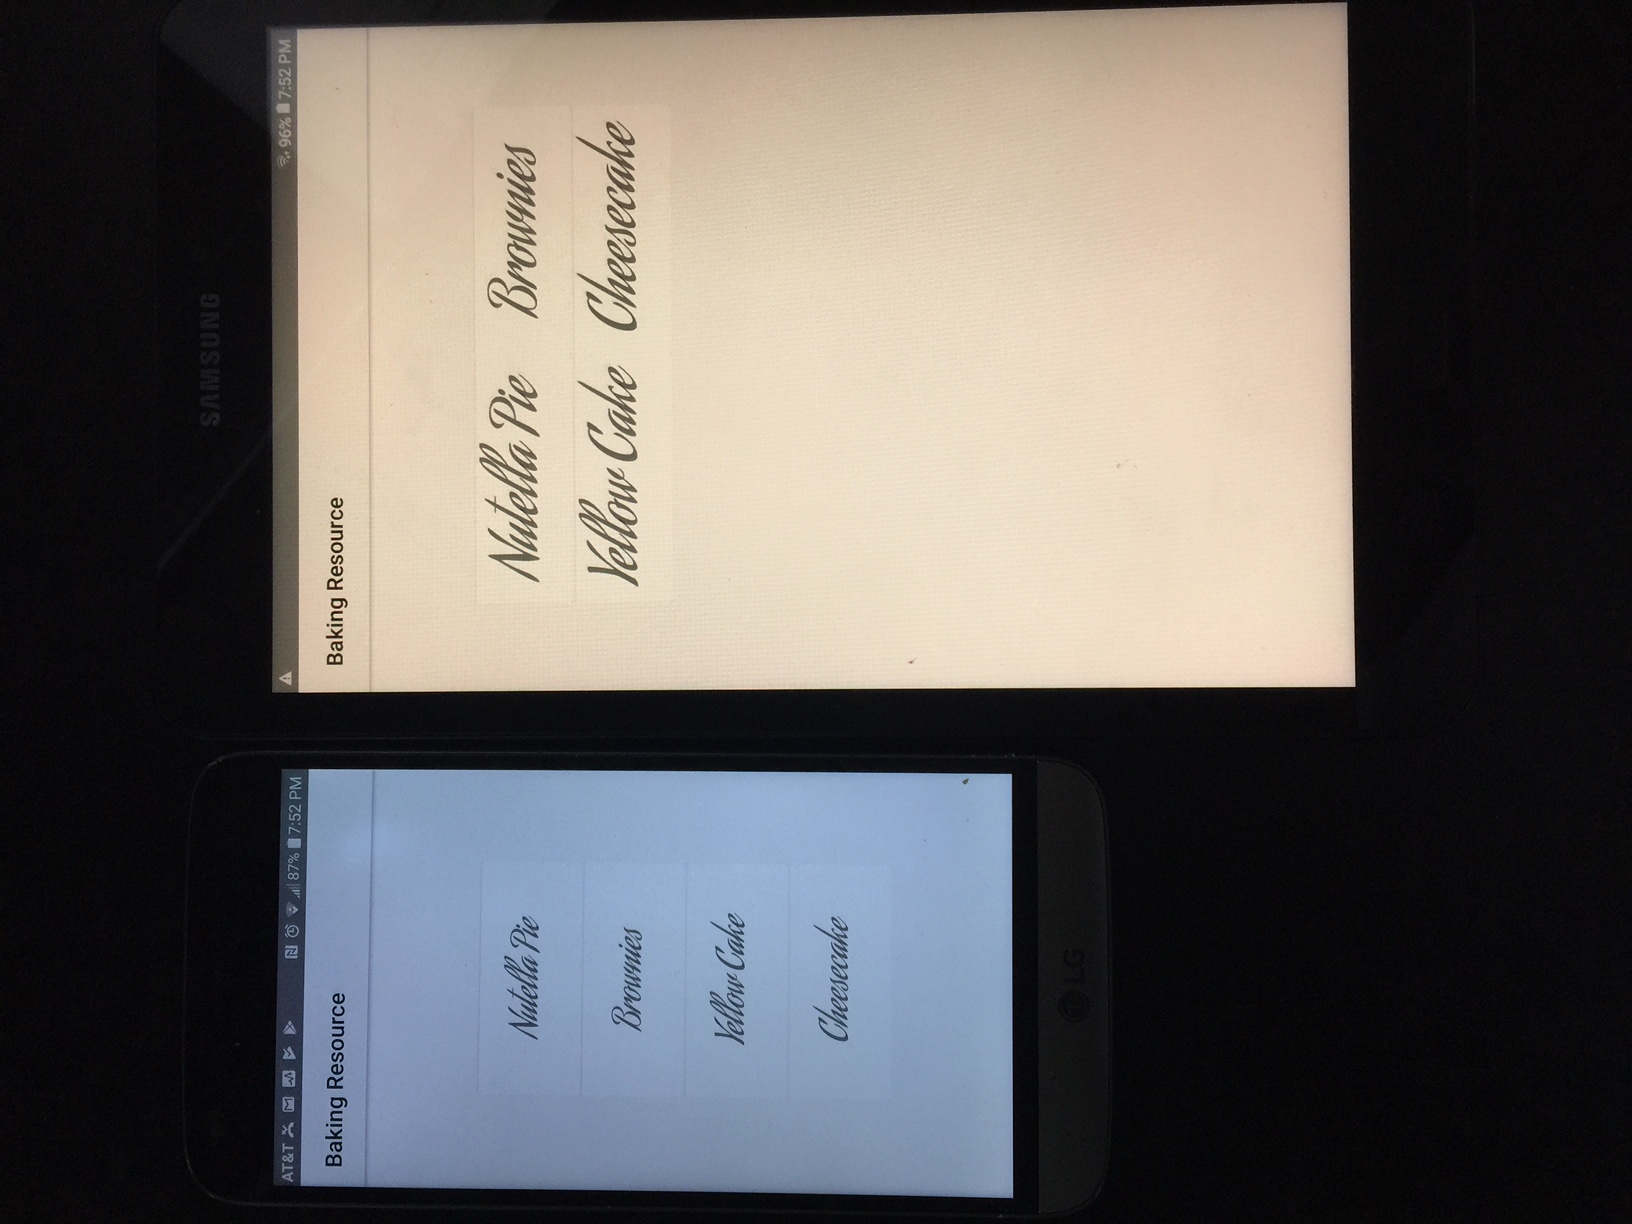 AT&T 87% 7:52 PM
Baking Resource
Nutella Pie
Brownies
Yellow Cake
Cheesecake
LG
SAMSUNG
96% 7:52 PM
Baking Resource
Nutella Pie Brownies
Yellow Cake Cheesecake